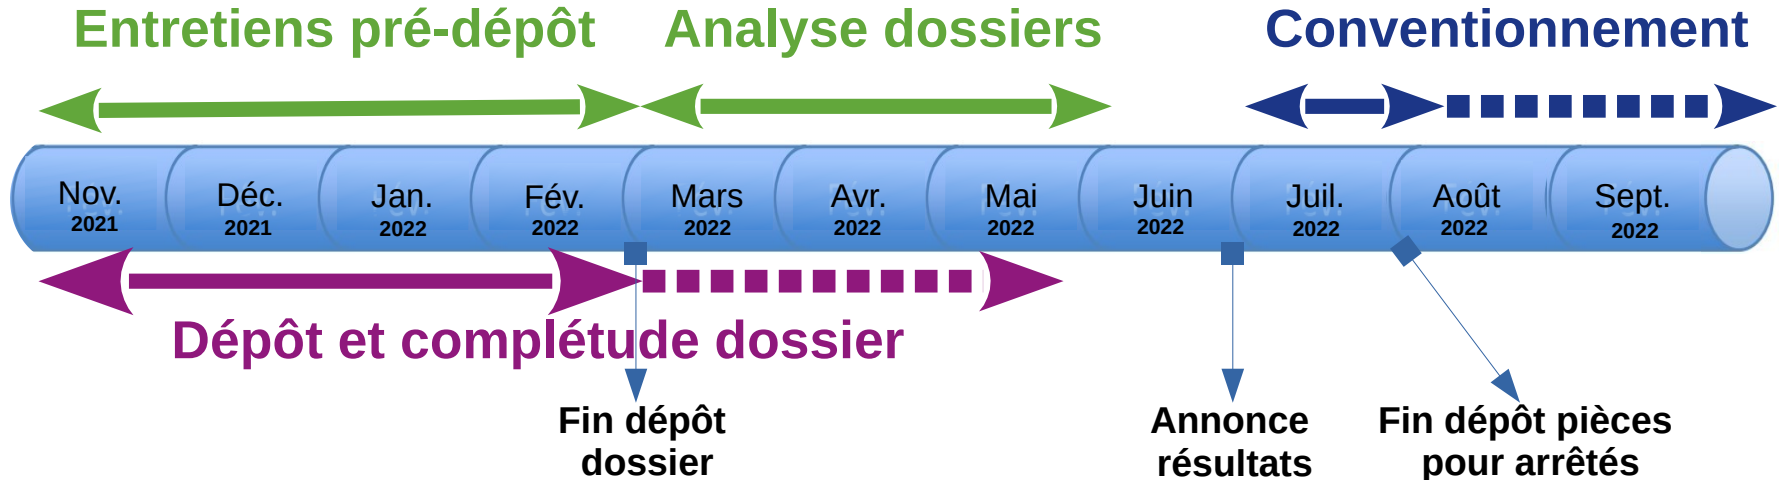 Entretiens pré-dépôt Analyse dossiers Conventionnement
Nov. Déc. Jan. Fév. Mars Avr. Mai Juin Juil. Août Sept.
2021 2021 2022 2022 2022 2022 2022 2022 2022 2022 2022
Dépôt et complétude dossier
Fin dépôt
dossier
Annonce
résultats
Fin dépôt pièces
pour arrêtés